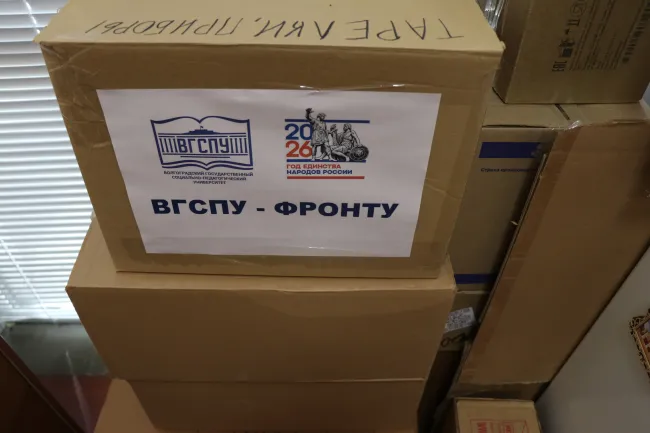 ТАРЕЛКИ, ПРИБОРЫ
ВГСПУ
ВОЛГОГРАДСКИЙ ГОСУДАРСТВЕННЫЙ
СОЦИАЛЬНО-ПЕДАГОГИЧЕСКИЙ
УНИВЕРСИТЕТ
2026
ГОД ЕДИНСТВА
НАРОДОВ РОССИИ
ВГСПУ - ФРОНТУ